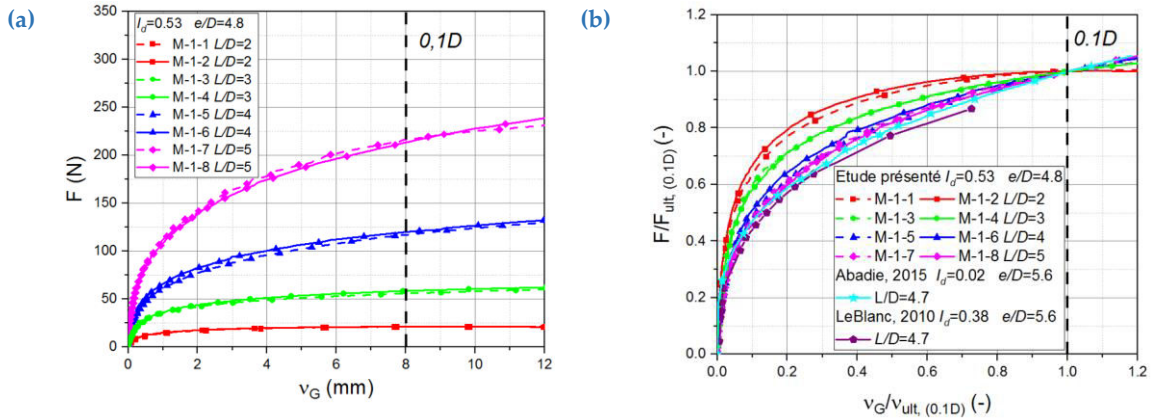 (a)
350
300
250
200
150
100
50
0
F (N)
I_d=0.53 e/D=4.8
M-1-1 L/D=2
M-1-2 L/D=2
M-1-3 L/D=3
M-1-4 L/D=3
M-1-5 L/D=4
M-1-6 L/D=4
M-1-7 L/D=5
M-1-8 L/D=5
0,1D
0 2 4 6 8 10 12
ν_G (mm)
(b)
1.2
1.0
0.8
0.6
0.4
0.2
0.0
F/F_ult, (0.1D) (-)
0.1D
Etude présenté I_d=0.53 e/D=4.8
M-1-1 M-1-2 L/D=2
M-1-3 M-1-4 L/D=3
M-1-5 M-1-6 L/D=4
M-1-7 M-1-8 L/D=5
Abadie, 2015 I_d=0.02 e/D=5.6
L/D=4.7
LeBlanc, 2010 I_d=0.38 e/D=5.6
L/D=4.7
0.0 0.2 0.4 0.6 0.8 1.0 1.2
ν_G/ν_ult, (0.1D) (-)